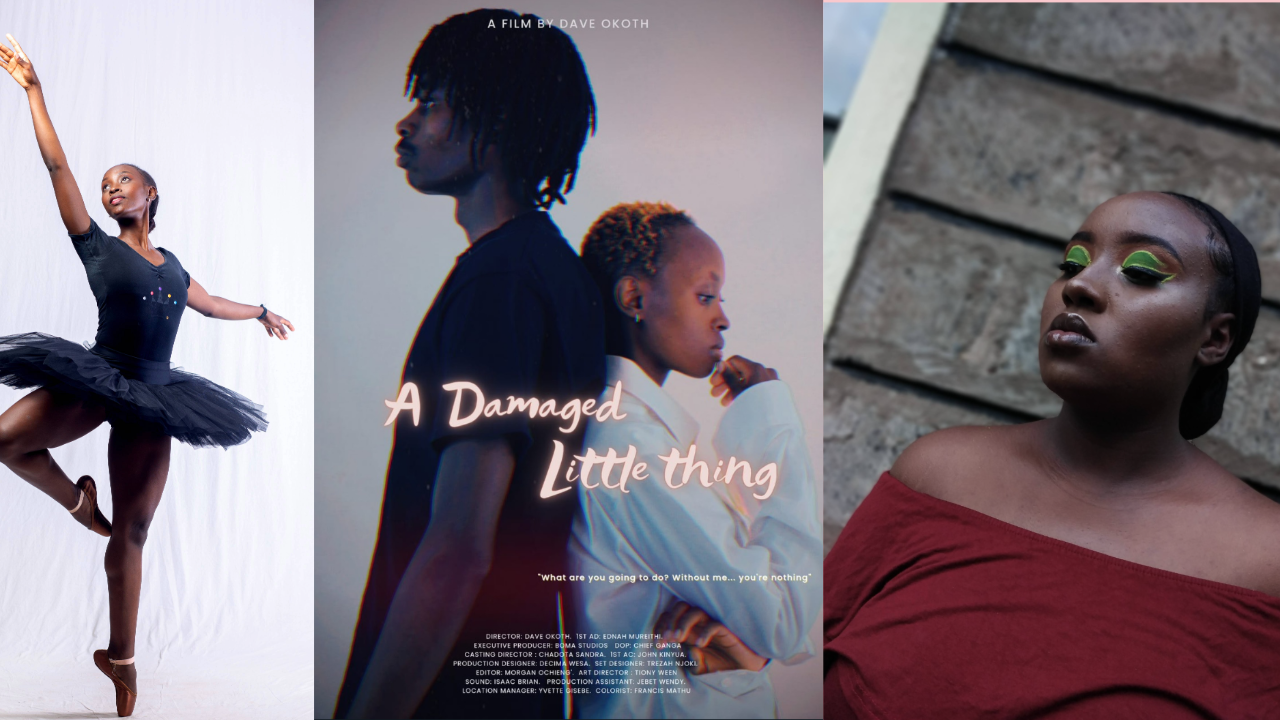 A FILM BY DAVE OKOTH
A Damaged
Little thing
"What are you going to do? Without me... you're nothing"
DIRECTOR: DAVE OKOTH. 1ST AD: EDNAH MUREITHI.
EXECUTIVE PRODUCER: BOMA STUDIOS DOP: CHIEF GANGA
CASTING DIRECTOR : CHADOTA SANDRA. 1ST AC: JOHN KINYUA.
PRODUCTION DESIGNER: DECIMA WESA. SET DESIGNER: TREZAH NJOKI.
EDITOR: MORGAN OCHIENG'. ART DIRECTOR : TIONY WEEN
SOUND: ISAAC BRIAN. PRODUCTION ASSISTANT: JEBET WENDY.
LOCATION MANAGER: YVETTE GISEBE. COLORIST: FRANCIS MATHU